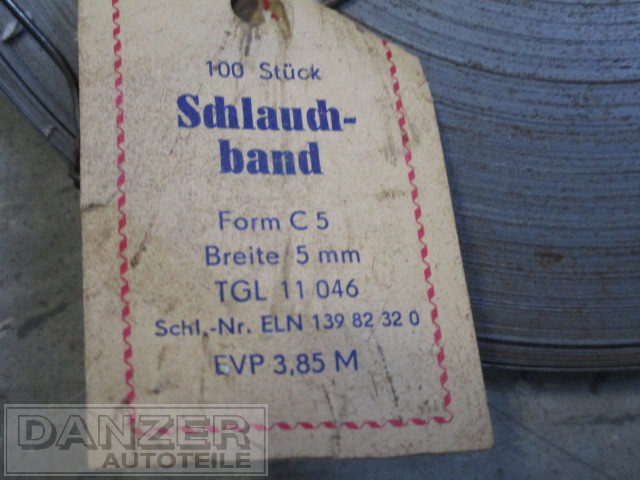 100 Stück
Schlauch-
band
Form C 5
Breite 5 mm
TGL 11 046
Schl.-Nr. ELN 139 82 32 0
EVP 3,85 M
DANZER
AUTOTEILE